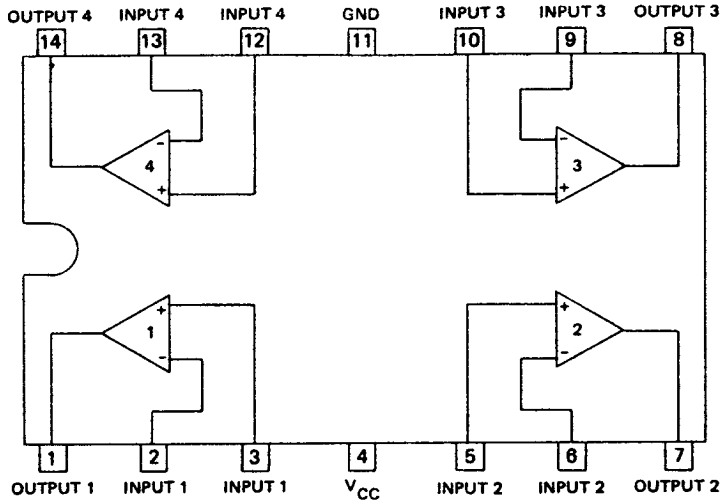 OUTPUT 4 INPUT 4 INPUT 4 GND INPUT 3 INPUT 3 OUTPUT 3
14 13 12 11 10 9 8
- -
4 3
+ +
+ +
1 2
- -
1 2 3 4 5 6 7
OUTPUT 1 INPUT 1 INPUT 1 VCC INPUT 2 INPUT 2 OUTPUT 2